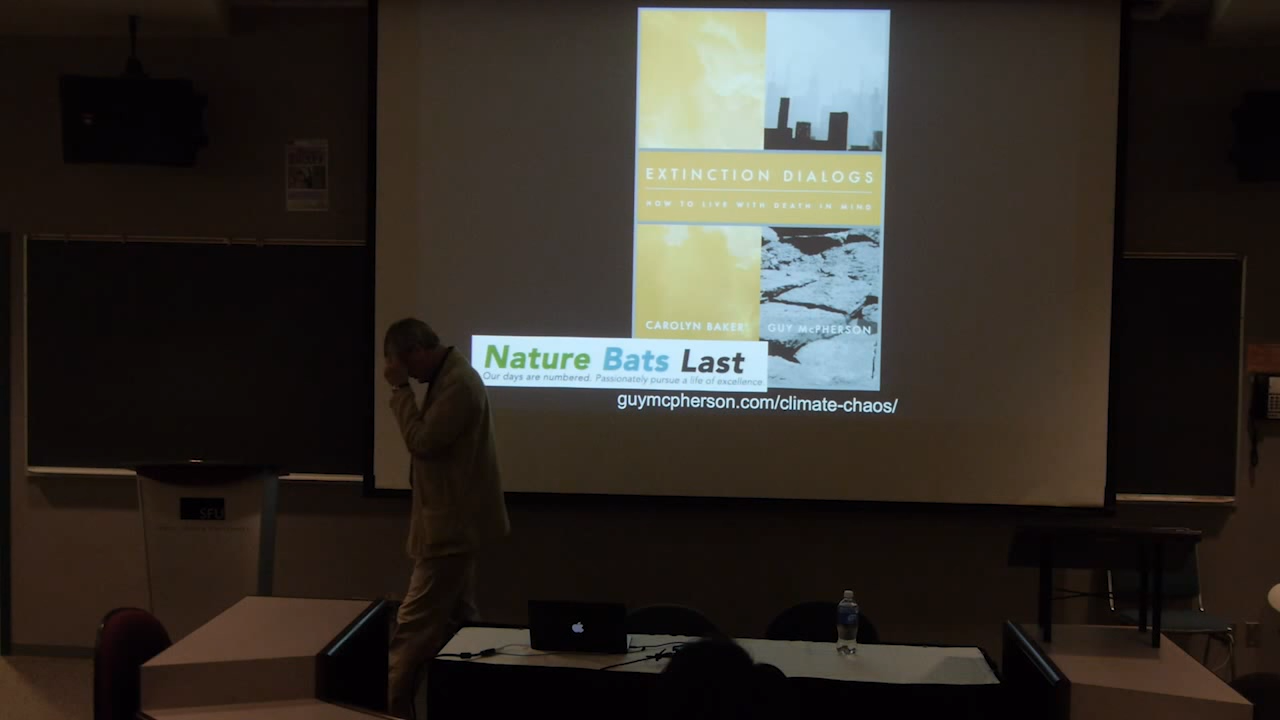 EXTINCTION DIALOGS
HOW TO LIVE WITH DEATH IN MIND
CAROLYN BAKER
GUY McPHERSON
Nature Bats Last
Our days are numbered. Passionately pursue a life of excellence.
guymcpherson.com/climate-chaos/
SFU